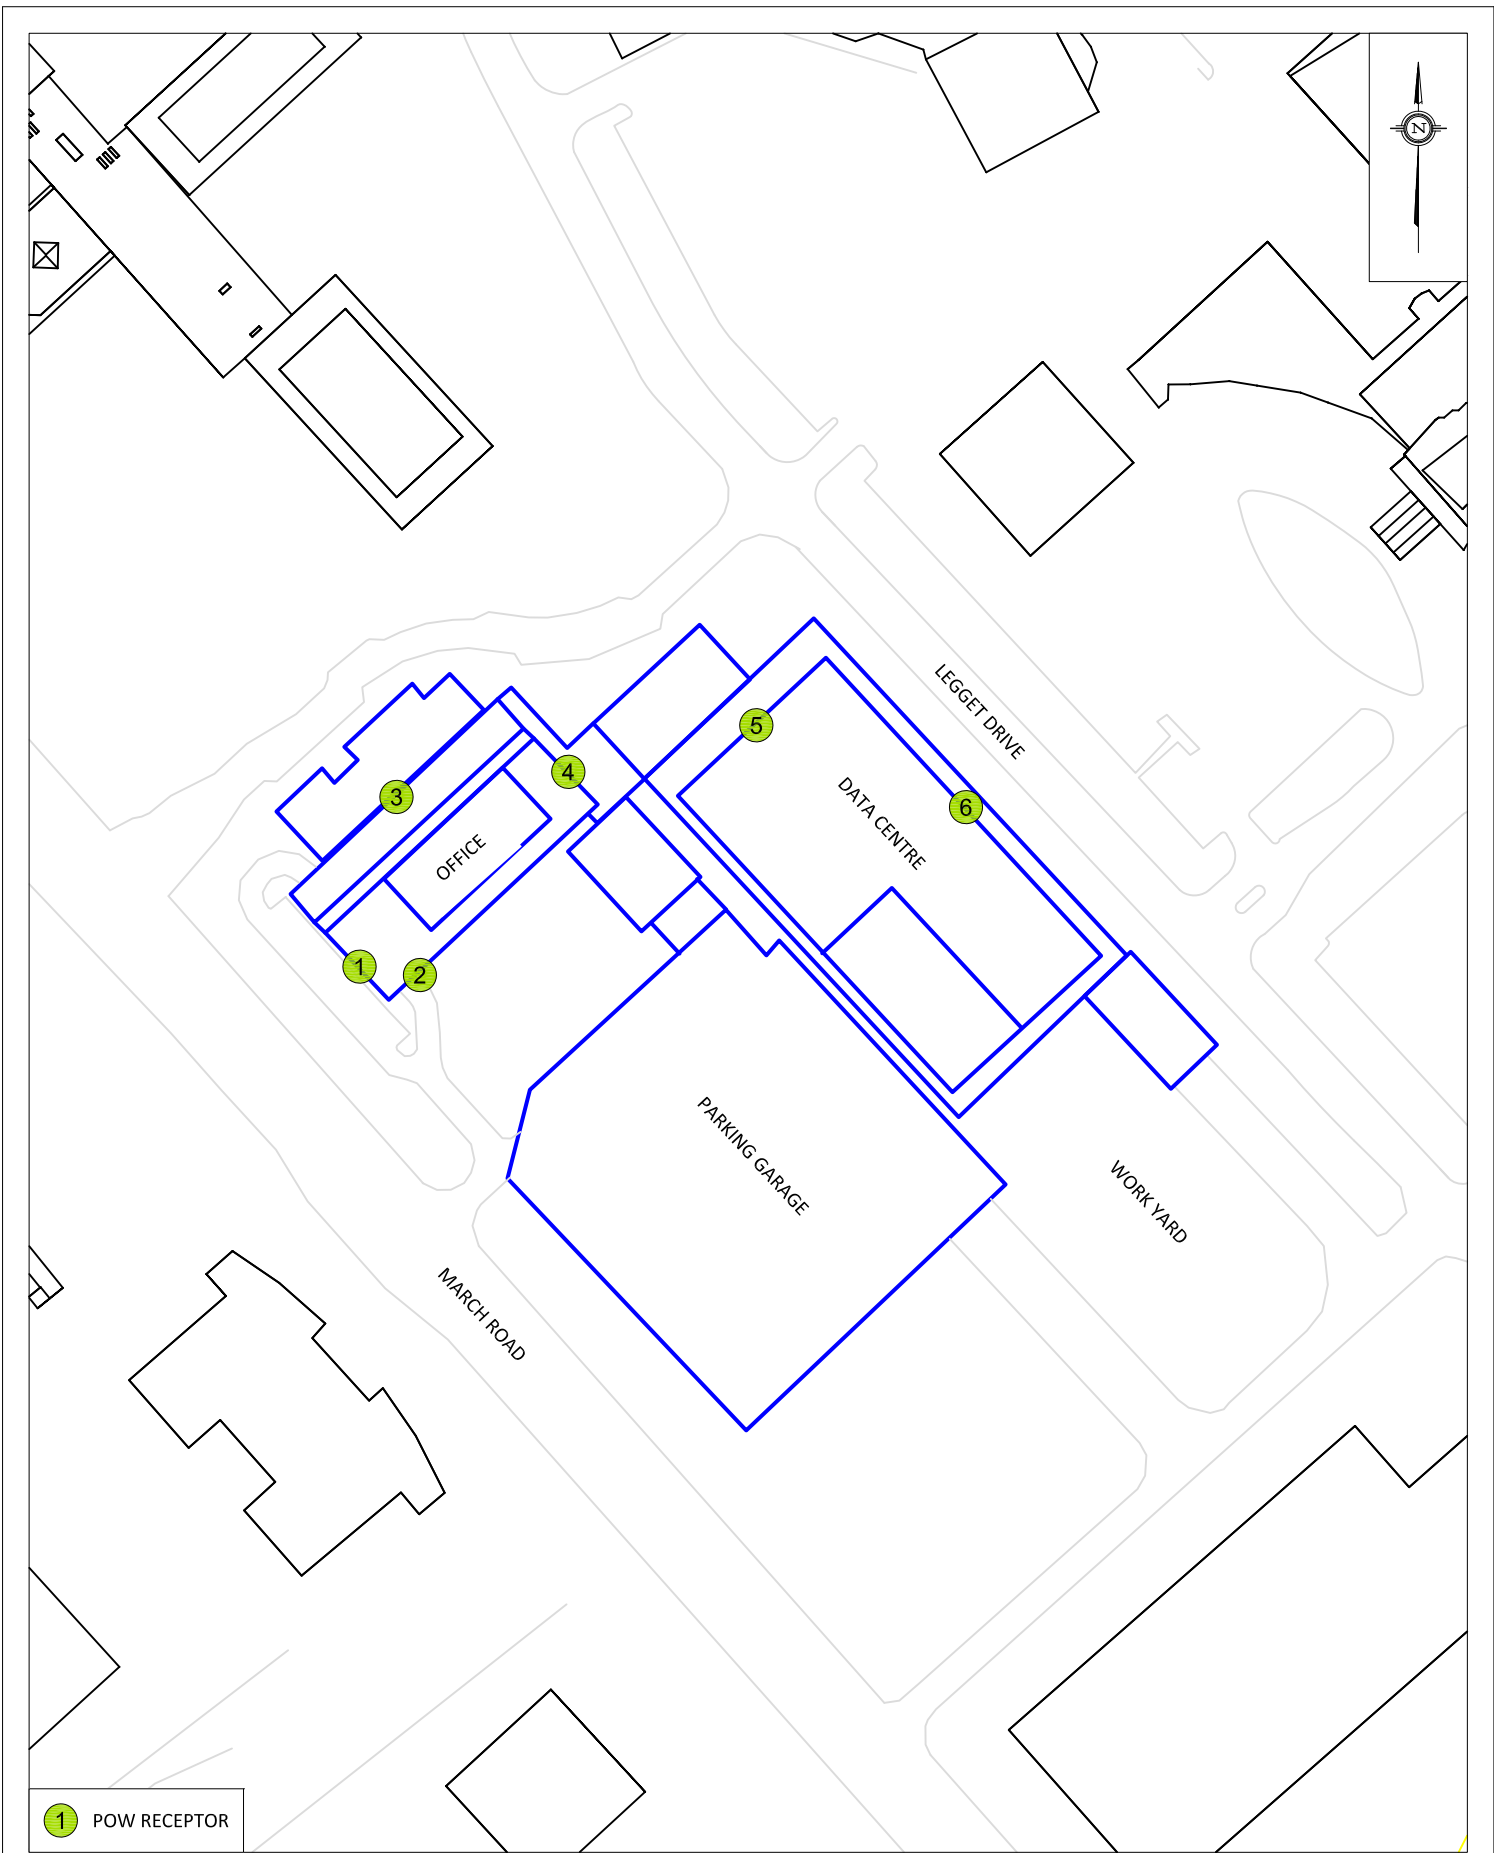 N
LEGGET DRIVE
5
4
3
6
DATA CENTRE
OFFICE
1
2
PARKING GARAGE
WORK YARD
MARCH ROAD
1 POW RECEPTOR